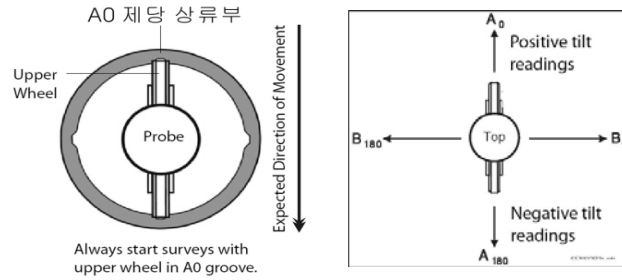 A0 제당 상류부
Upper
Wheel
Probe
Expected Direction of Movement
Always start surveys with
upper wheel in A0 groove.
A0
Positive tilt
readings
B180
Top
B
Negative tilt
readings
A180